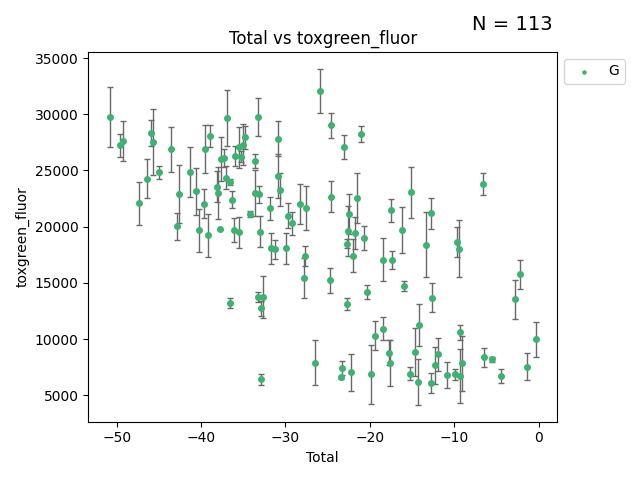 N = 113
Total vs toxgreen_fluor
G
toxgreen_fluor
35000
30000
25000
20000
15000
10000
5000
−50 −40 −30 −20 −10 0
Total